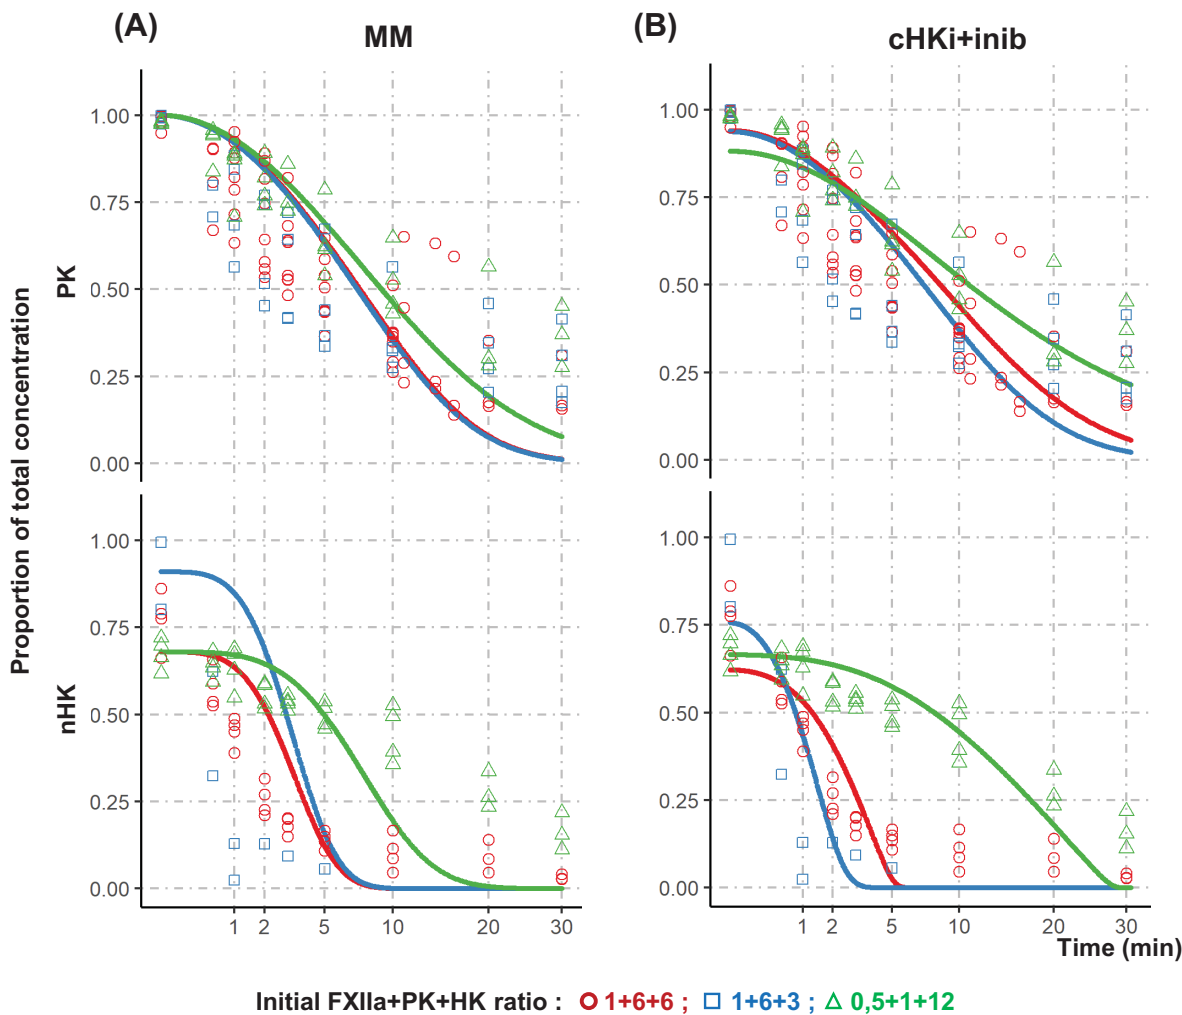 (A)
MM
(B)
cHKi+inib
Proportion of total concentration
PK
1.00
0.75
0.50
0.25
0.00
1.00
0.75
0.50
0.25
0.00
nHK
1.00
0.75
0.50
0.25
0.00
1.00
0.75
0.50
0.25
0.00
1 2 5 10 20 30
1 2 5 10 20 30
Time (min)
Initial FXIIa+PK+HK ratio : 1+6+6 ; 1+6+3 ; 0,5+1+12